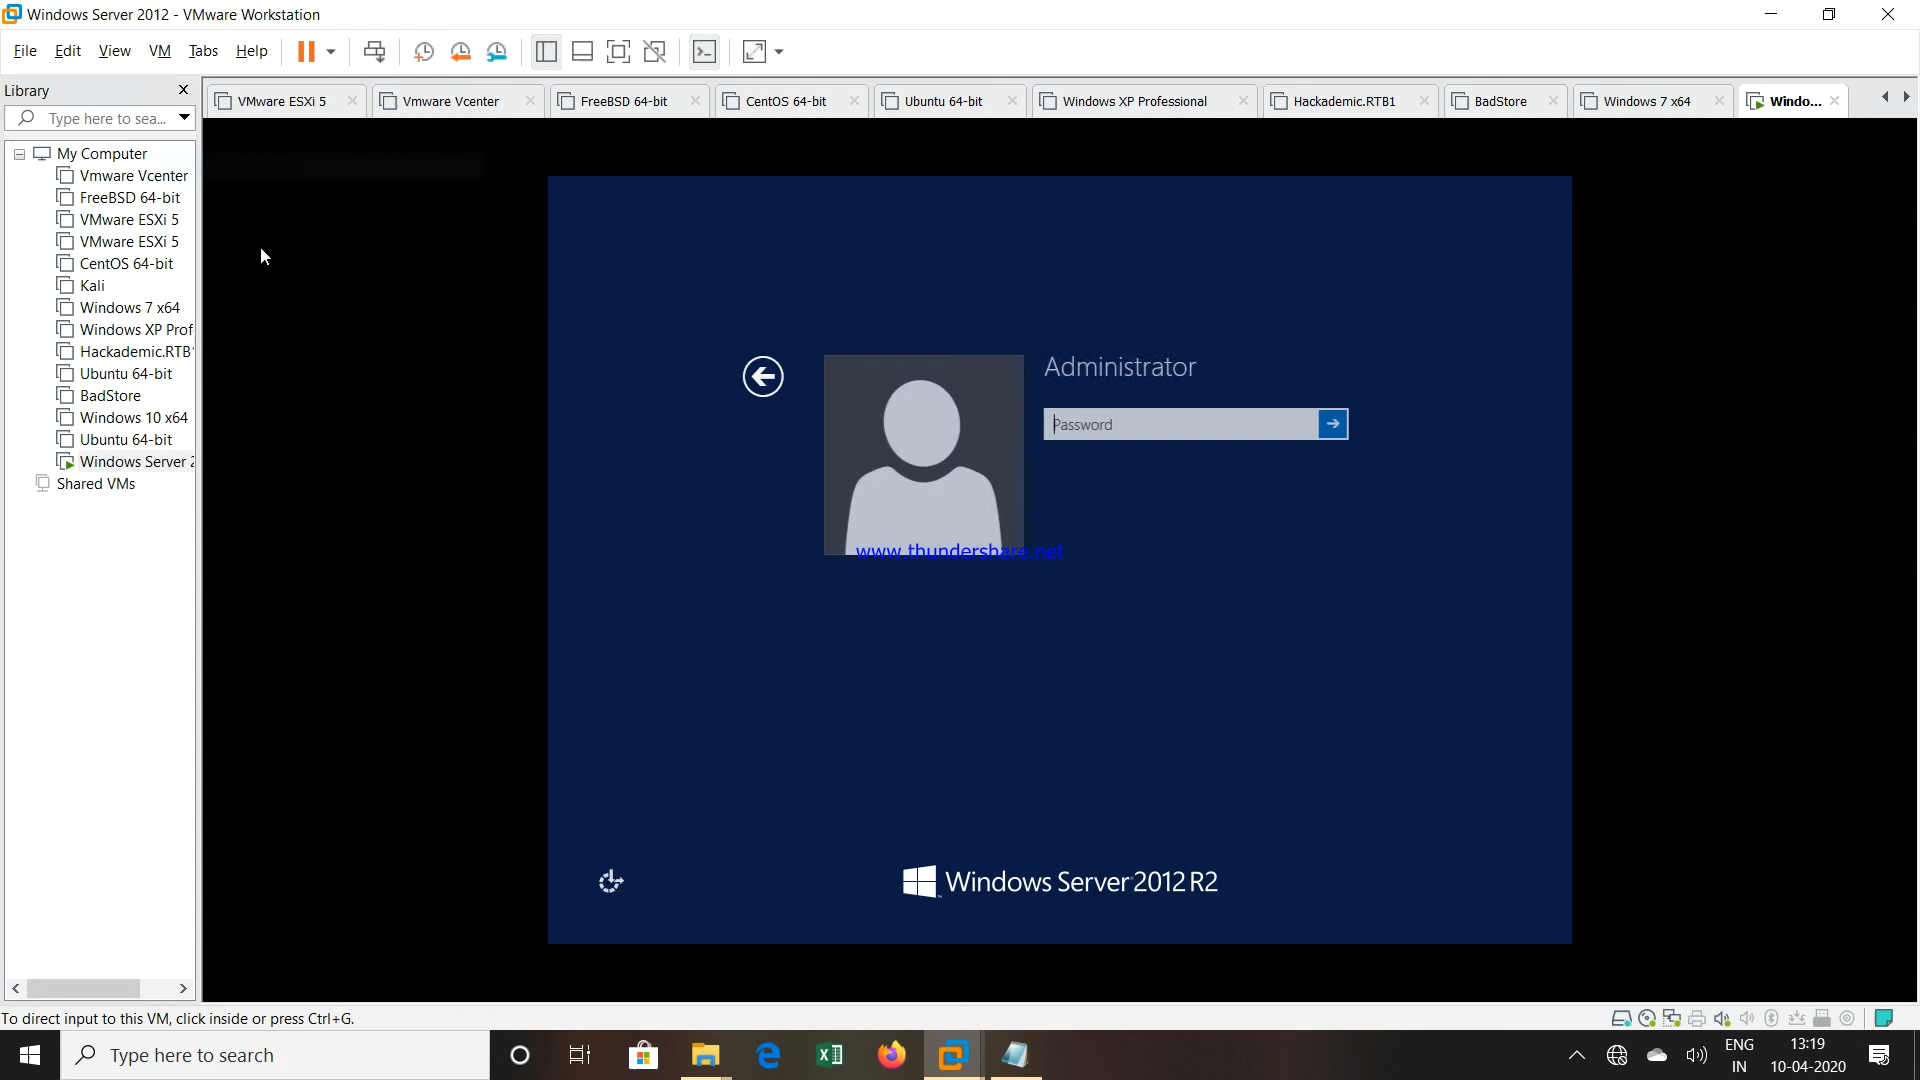 Windows Server 2012 - VMware Workstation
File Edit View VM Tabs Help
Library
Type here to sea...
VMware ESXi 5
Vmware Vcenter
FreeBSD 64-bit
CentOS 64-bit
Ubuntu 64-bit
Windows XP Professional
Hackademic.RTB1
BadStore
Windows 7 x64
Windo...
My Computer
Vmware Vcenter
FreeBSD 64-bit
VMware ESXi 5
VMware ESXi 5
CentOS 64-bit
Kali
Windows 7 x64
Windows XP Prof
Hackademic.RTB1
Ubuntu 64-bit
BadStore
Windows 10 x64
Ubuntu 64-bit
Windows Server 2
Shared VMs
Administrator
Password
www.thundershare.net
Windows Server 2012 R2
To direct input to this VM, click inside or press Ctrl+G.
Type here to search
ENG
IN
13:19
10-04-2020